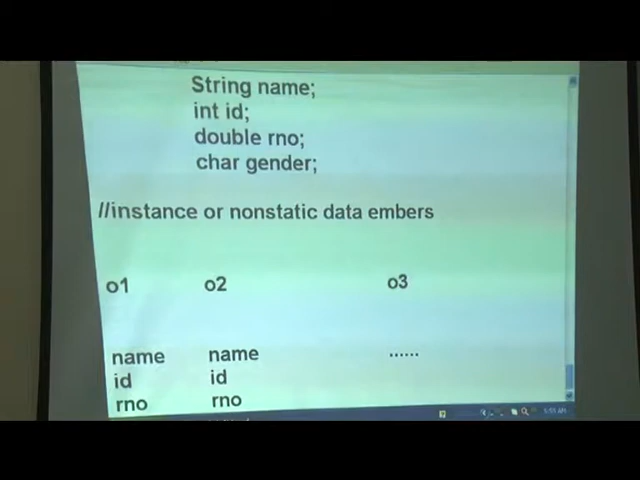 String name;
int id;
double rno;
char gender;
//instance or nonstatic data embers
o1 o2 o3
name name ......
id id
rno rno